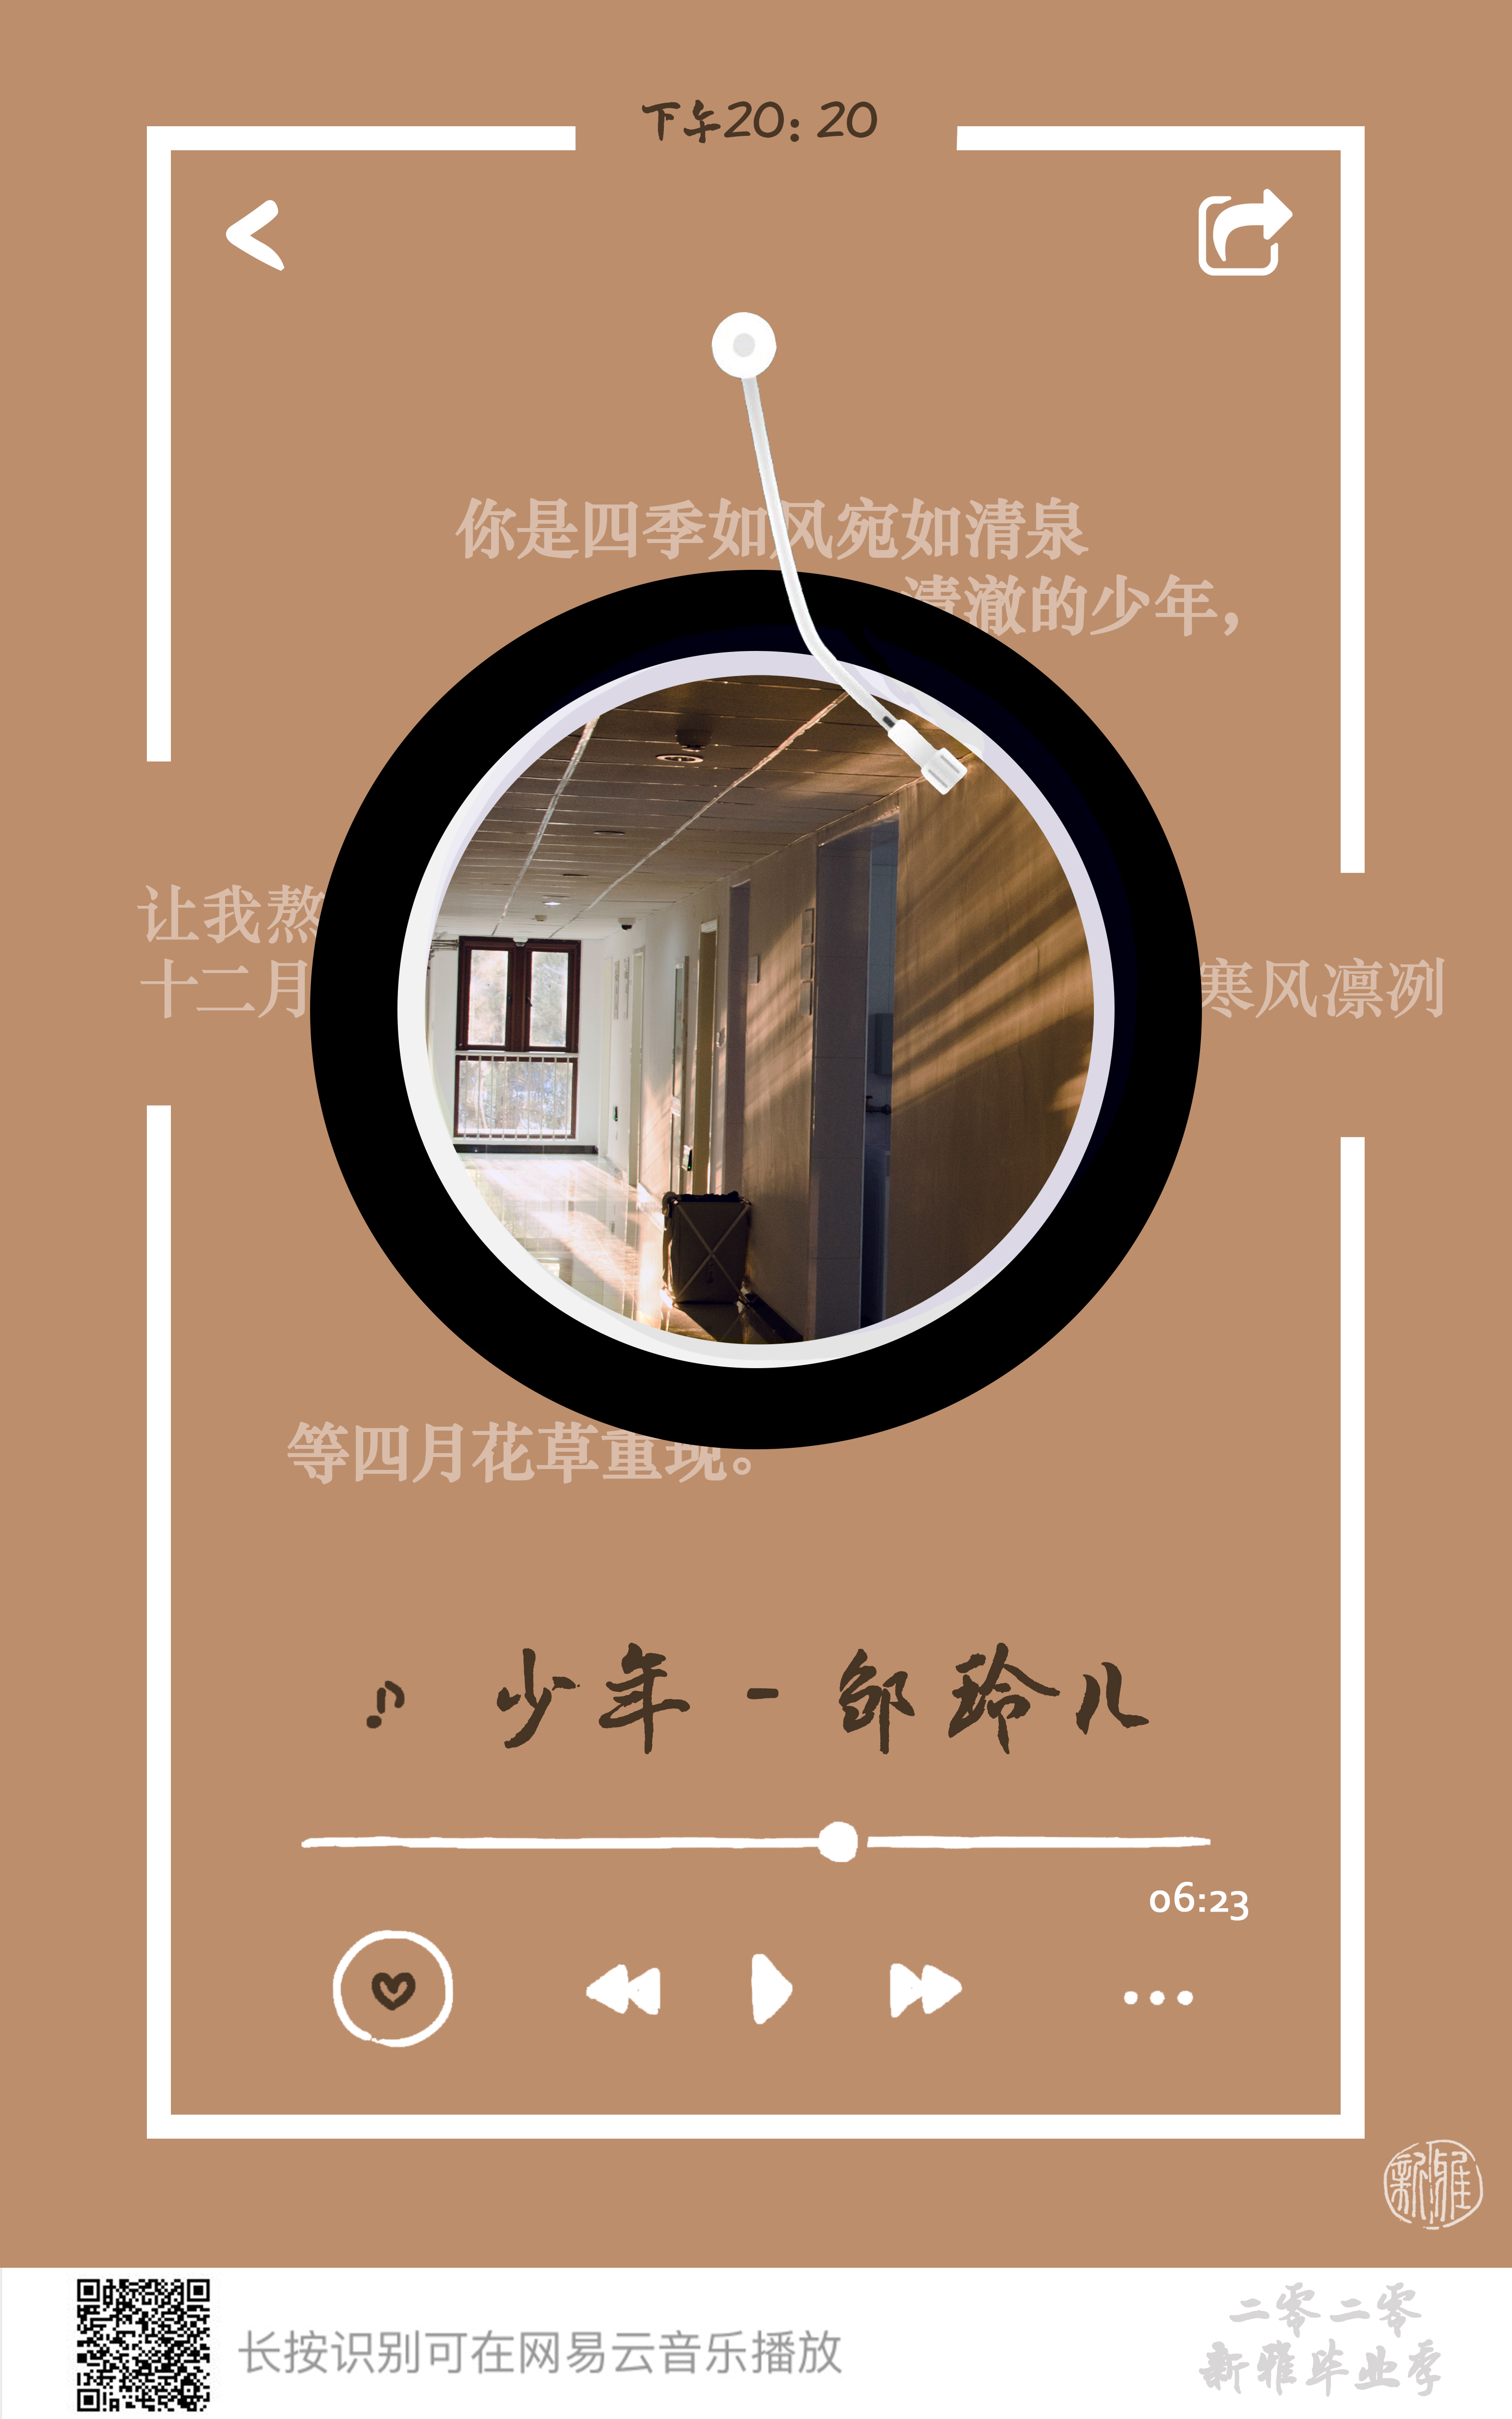 下午20:20
你是四季如风宛如清泉
清澈的少年，
让我熬
十二月 寒风凛冽
等四月花草重现。
少年 - 邹玲儿
06:23
新雅
长按识别可在网易云音乐播放
二零二零
新雅毕业季